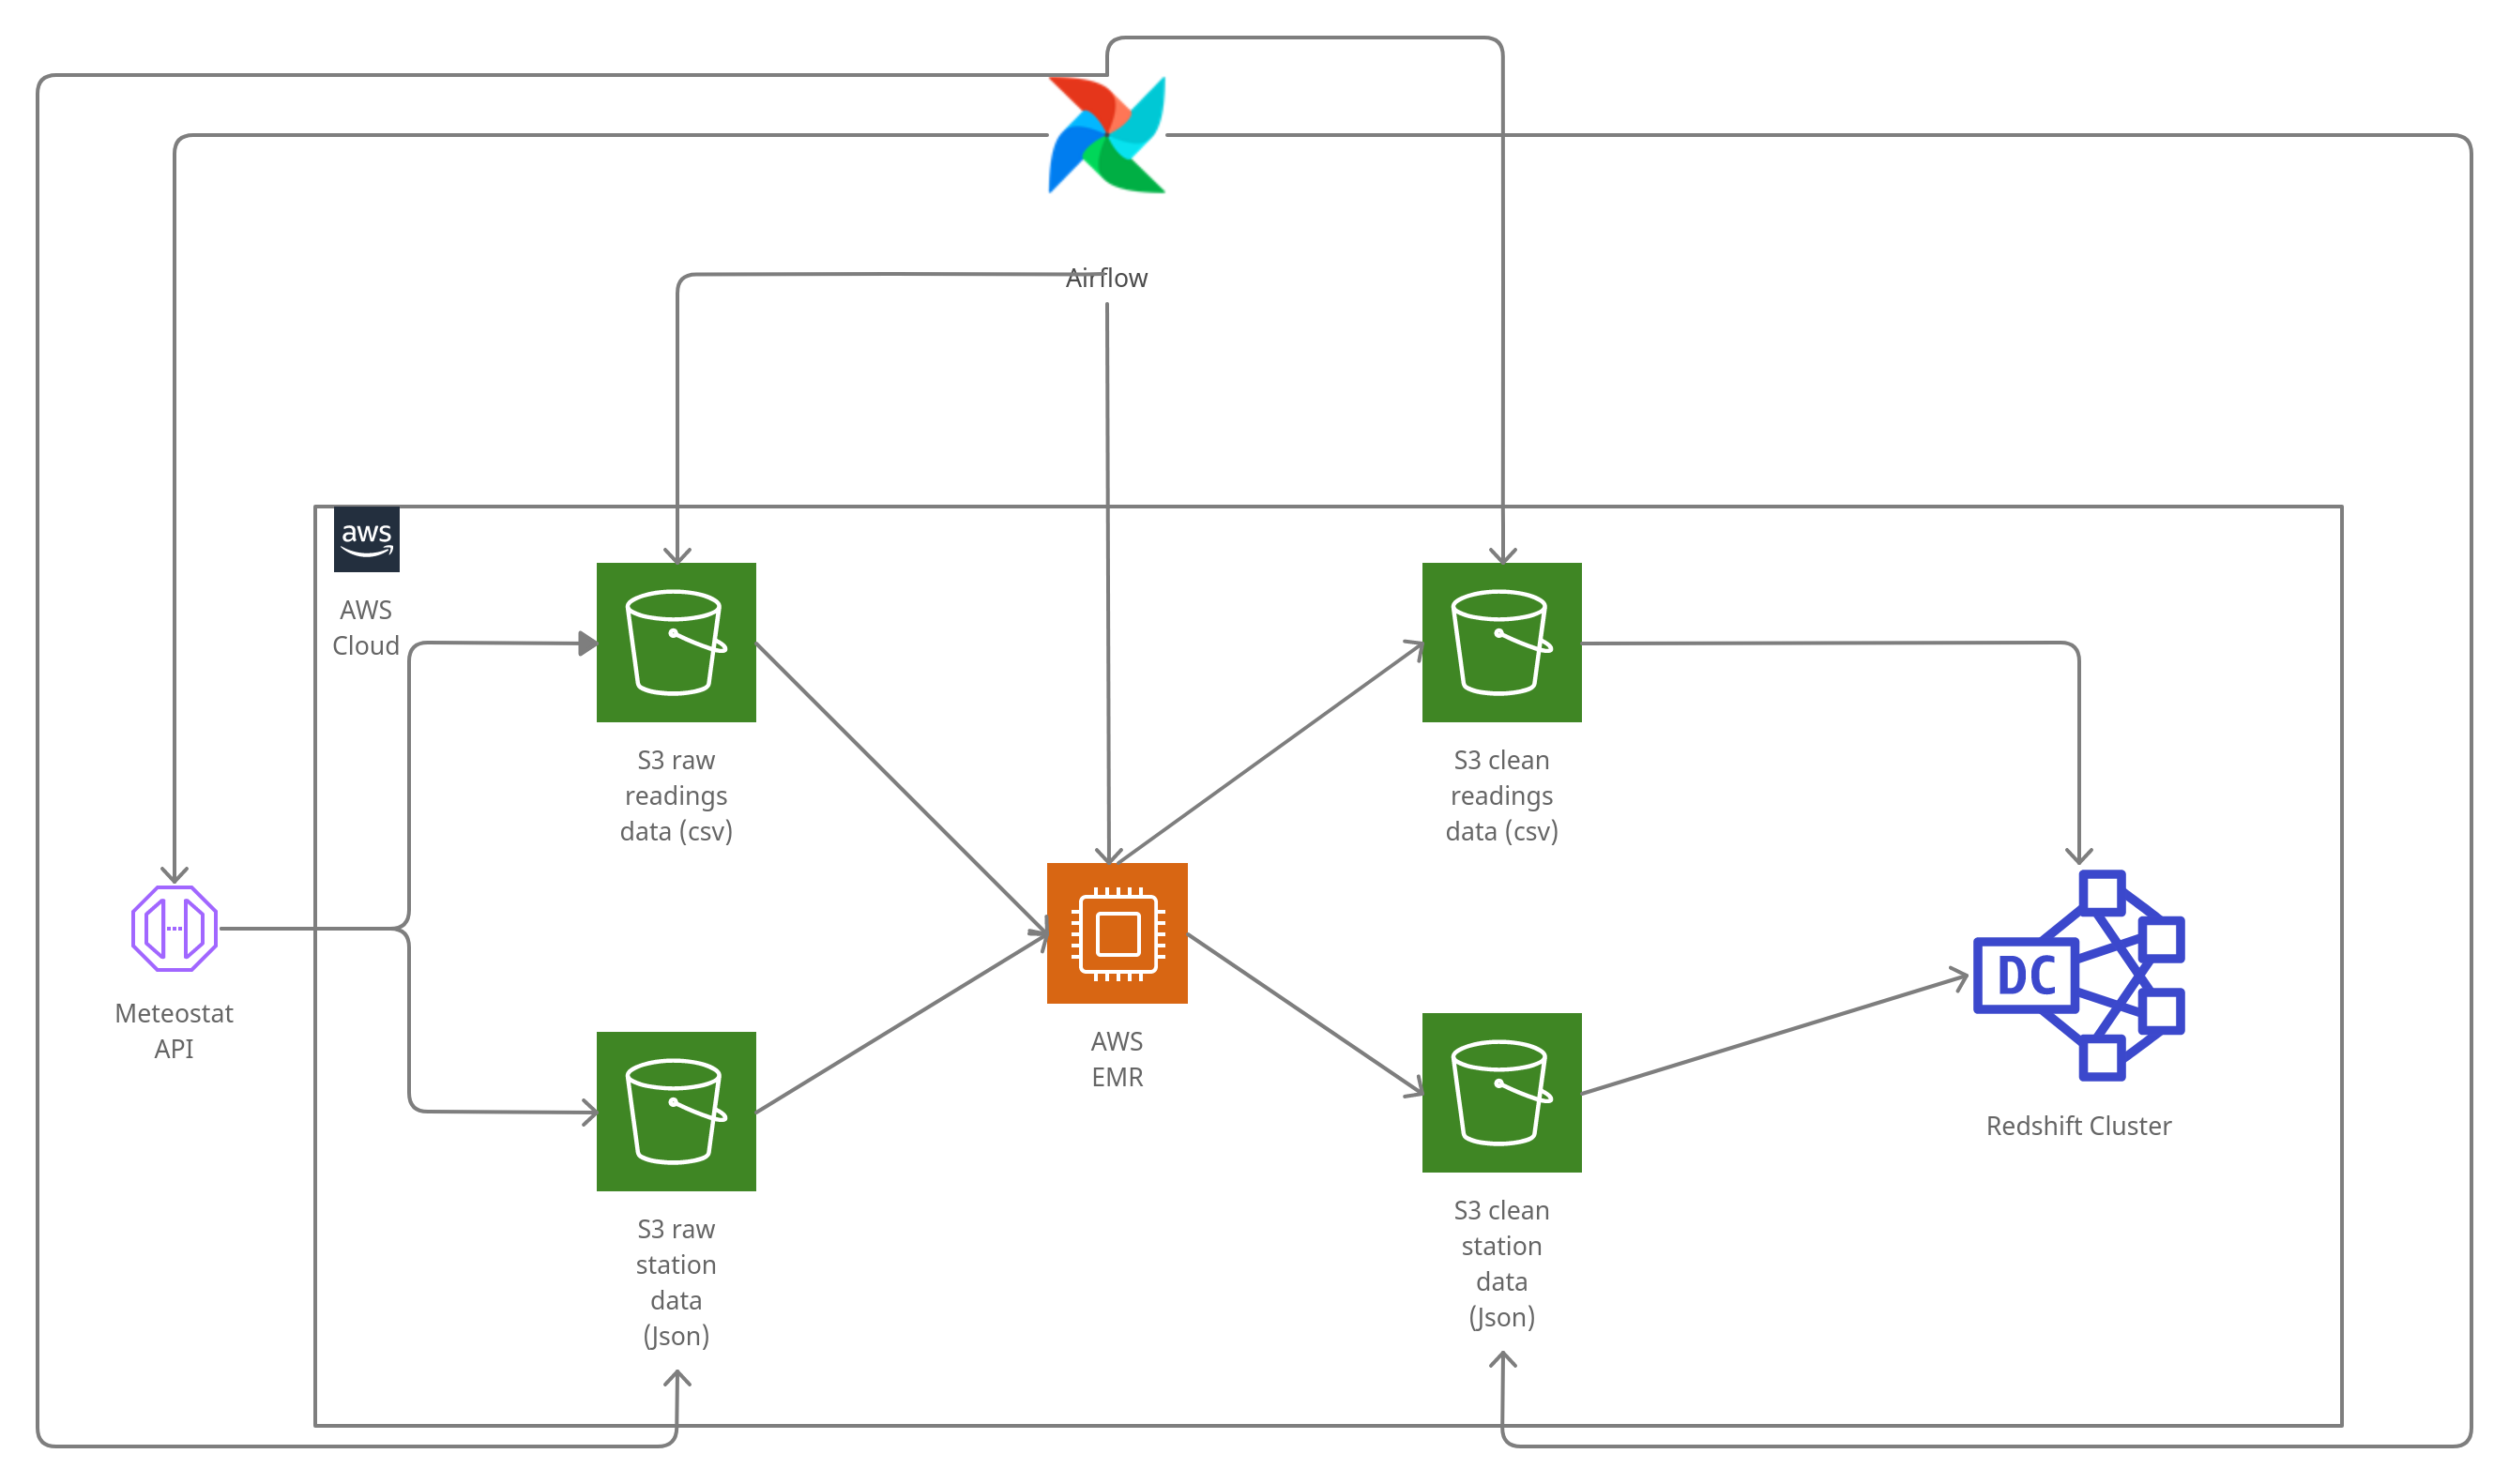 Airflow
aws
AWS
Cloud
S3 raw
readings
data (csv)
S3 clean
readings
data (csv)
Meteostat
API
AWS
EMR
DC
Redshift Cluster
S3 raw
station
data
(Json)
S3 clean
station
data
(Json)